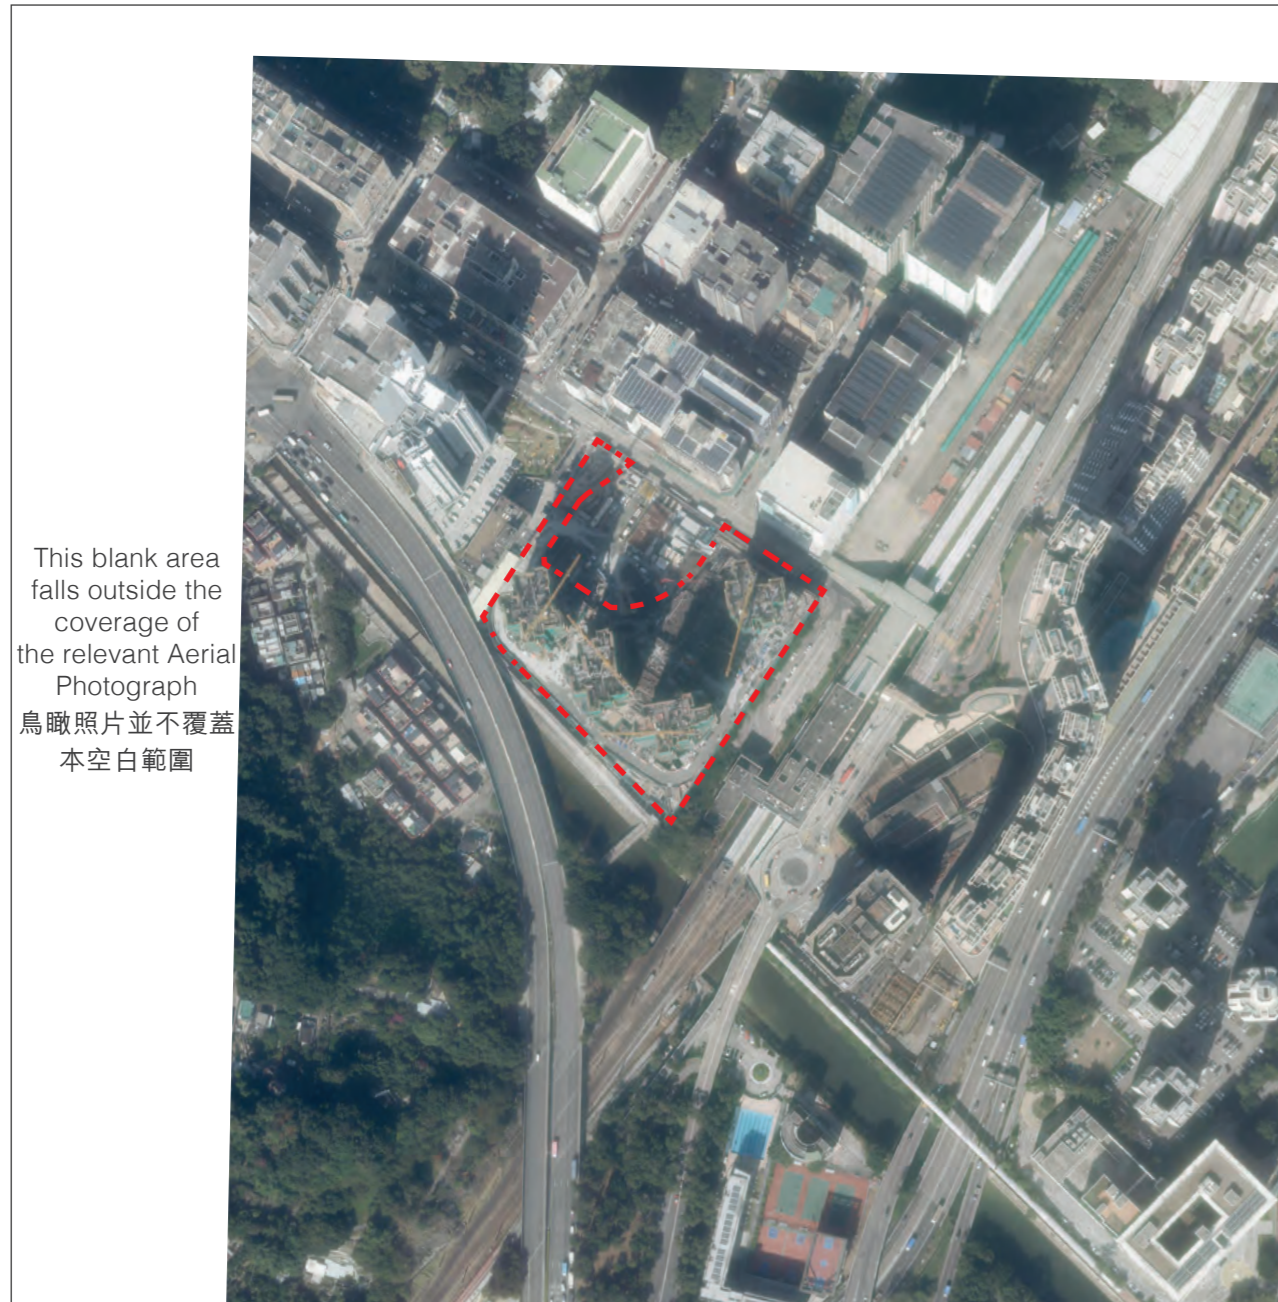 This blank area
falls outside the
coverage of
the relevant Aerial
Photograph
鳥瞰照片並不覆蓋
本空白範圍